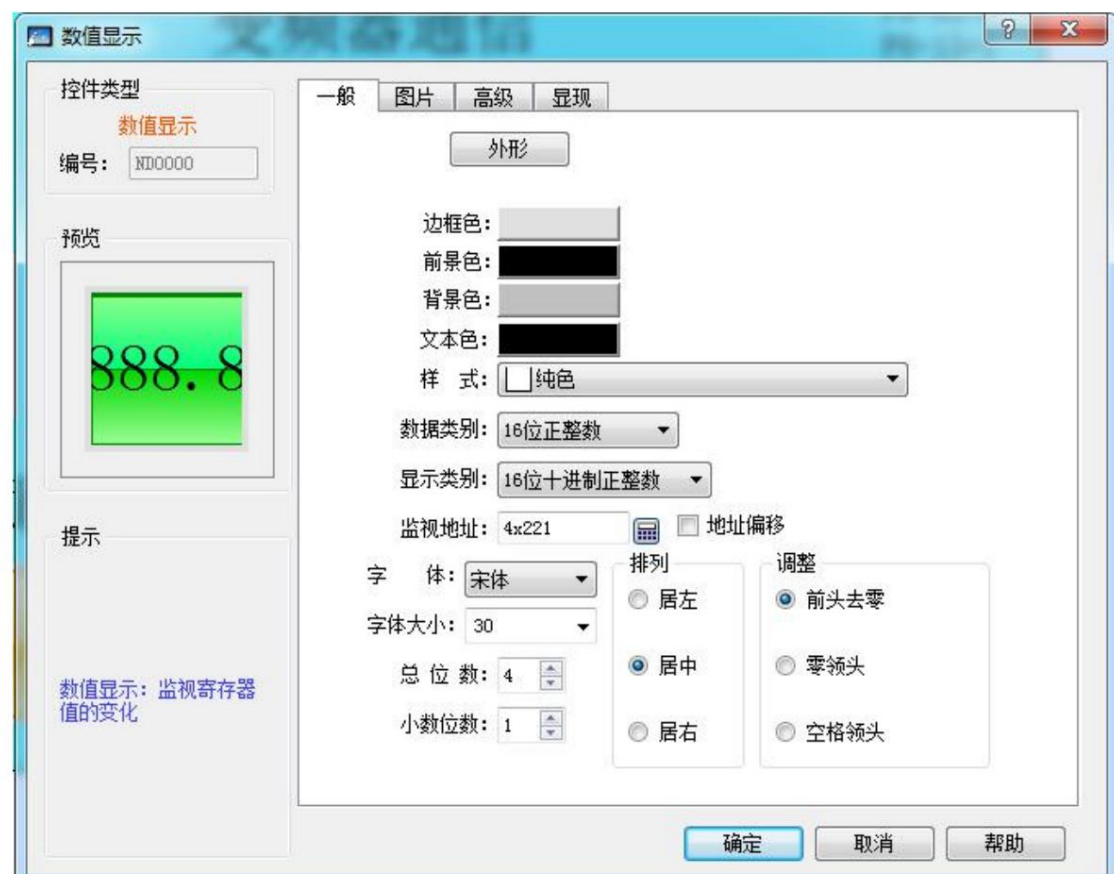 数值显示
变频器通信
控件类型
数值显示
编号: ND0000
预览
888.8
提示
数值显示: 监视寄存器
值的变化
一般 图片 高级 显现
外形
边框色:
前景色:
背景色:
文本色:
样 式: 纯色
数据类别: 16位正整数
显示类别: 16位十进制正整数
监视地址: 4x221 地址偏移
字 体: 宋体
字体大小: 30
总 位 数: 4
小数位数: 1
排列
居左
居中
居右
调整
前头去零
零领头
空格领头
确定 取消 帮助